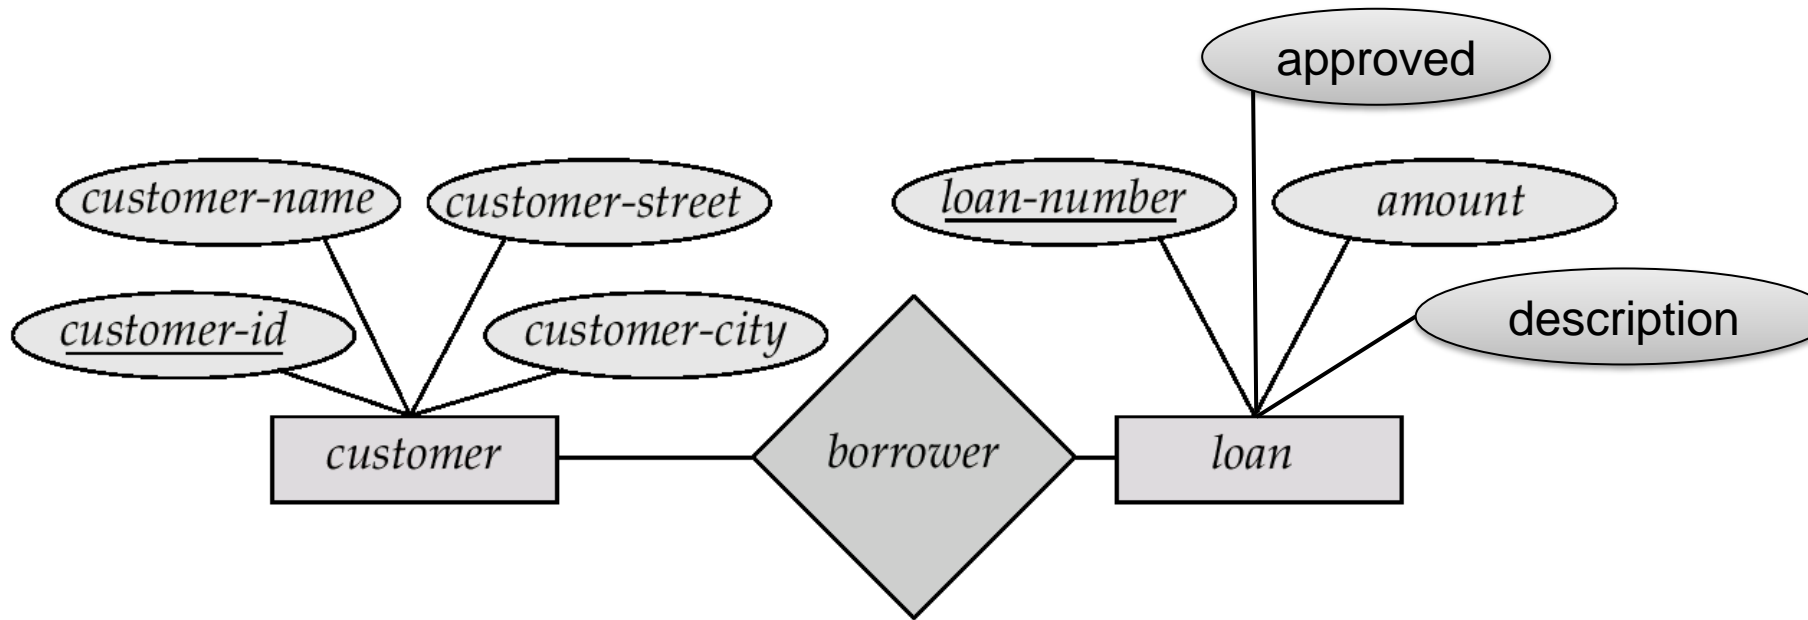 approved
customer-name
customer-street
loan-number
amount
customer-id
customer-city
description
customer
borrower
loan